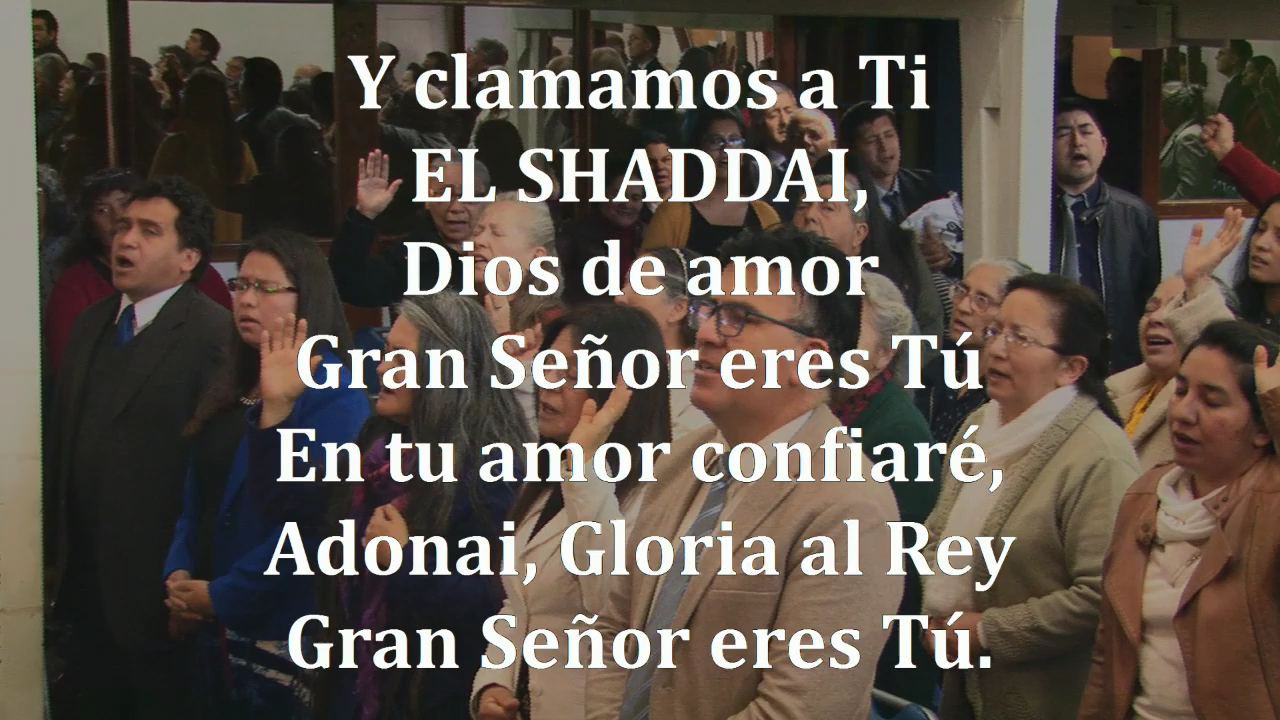 Y clamamos a Ti
EL SHADDAI,
Dios de amor
Gran Señor eres Tú
En tu amor confiaré,
Adonai, Gloria al Rey
Gran Señor eres Tú.